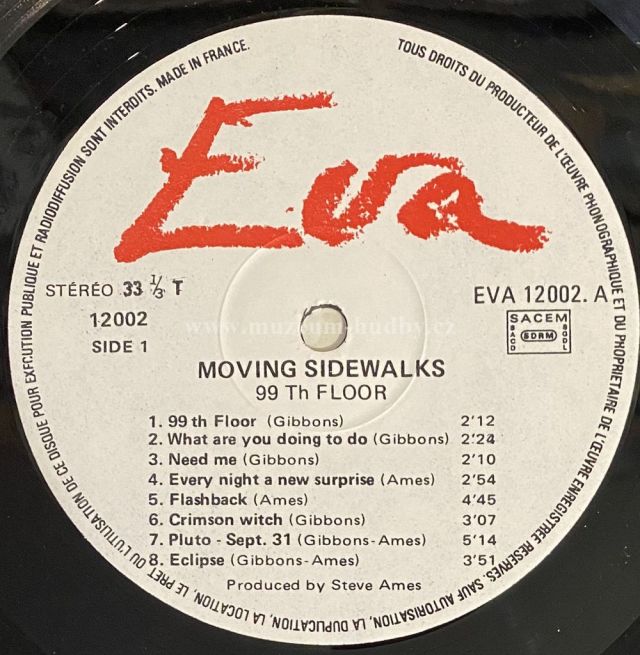 DE CE DISQUE POUR EXECUTION PUBLIQUE ET RADIODIFFUSION SONT INTERDITS. MADE IN FRANCE.
TOUS DROITS DU PRODUCTEUR DE L'ŒUVRE PHONOGRAPHIQUE ET DU PROPRIETAIRE DE L'ŒUVRE ENREGISTREE RESERVES. SAUF AUTORISATION, LA DUPLICATION, LA LOCATION, LE PRET OU L'UTILISATION
Eva
STÉRÉO 33 ⅓ T
12002
SIDE 1
EVA 12002. A
SACEM
SACD SDRM SGDL
www.muzeum-hudby.cz
MOVING SIDEWALKS
99 Th FLOOR
1. 99 th Floor (Gibbons) 2'12
2. What are you doing to do (Gibbons) 2'24
3. Need me (Gibbons) 2'10
4. Every night a new surprise (Ames) 2'54
5. Flashback (Ames) 4'45
6. Crimson witch (Gibbons) 3'07
7. Pluto - Sept. 31 (Gibbons-Ames) 5'14
8. Eclipse (Gibbons-Ames) 3'51
Produced by Steve Ames